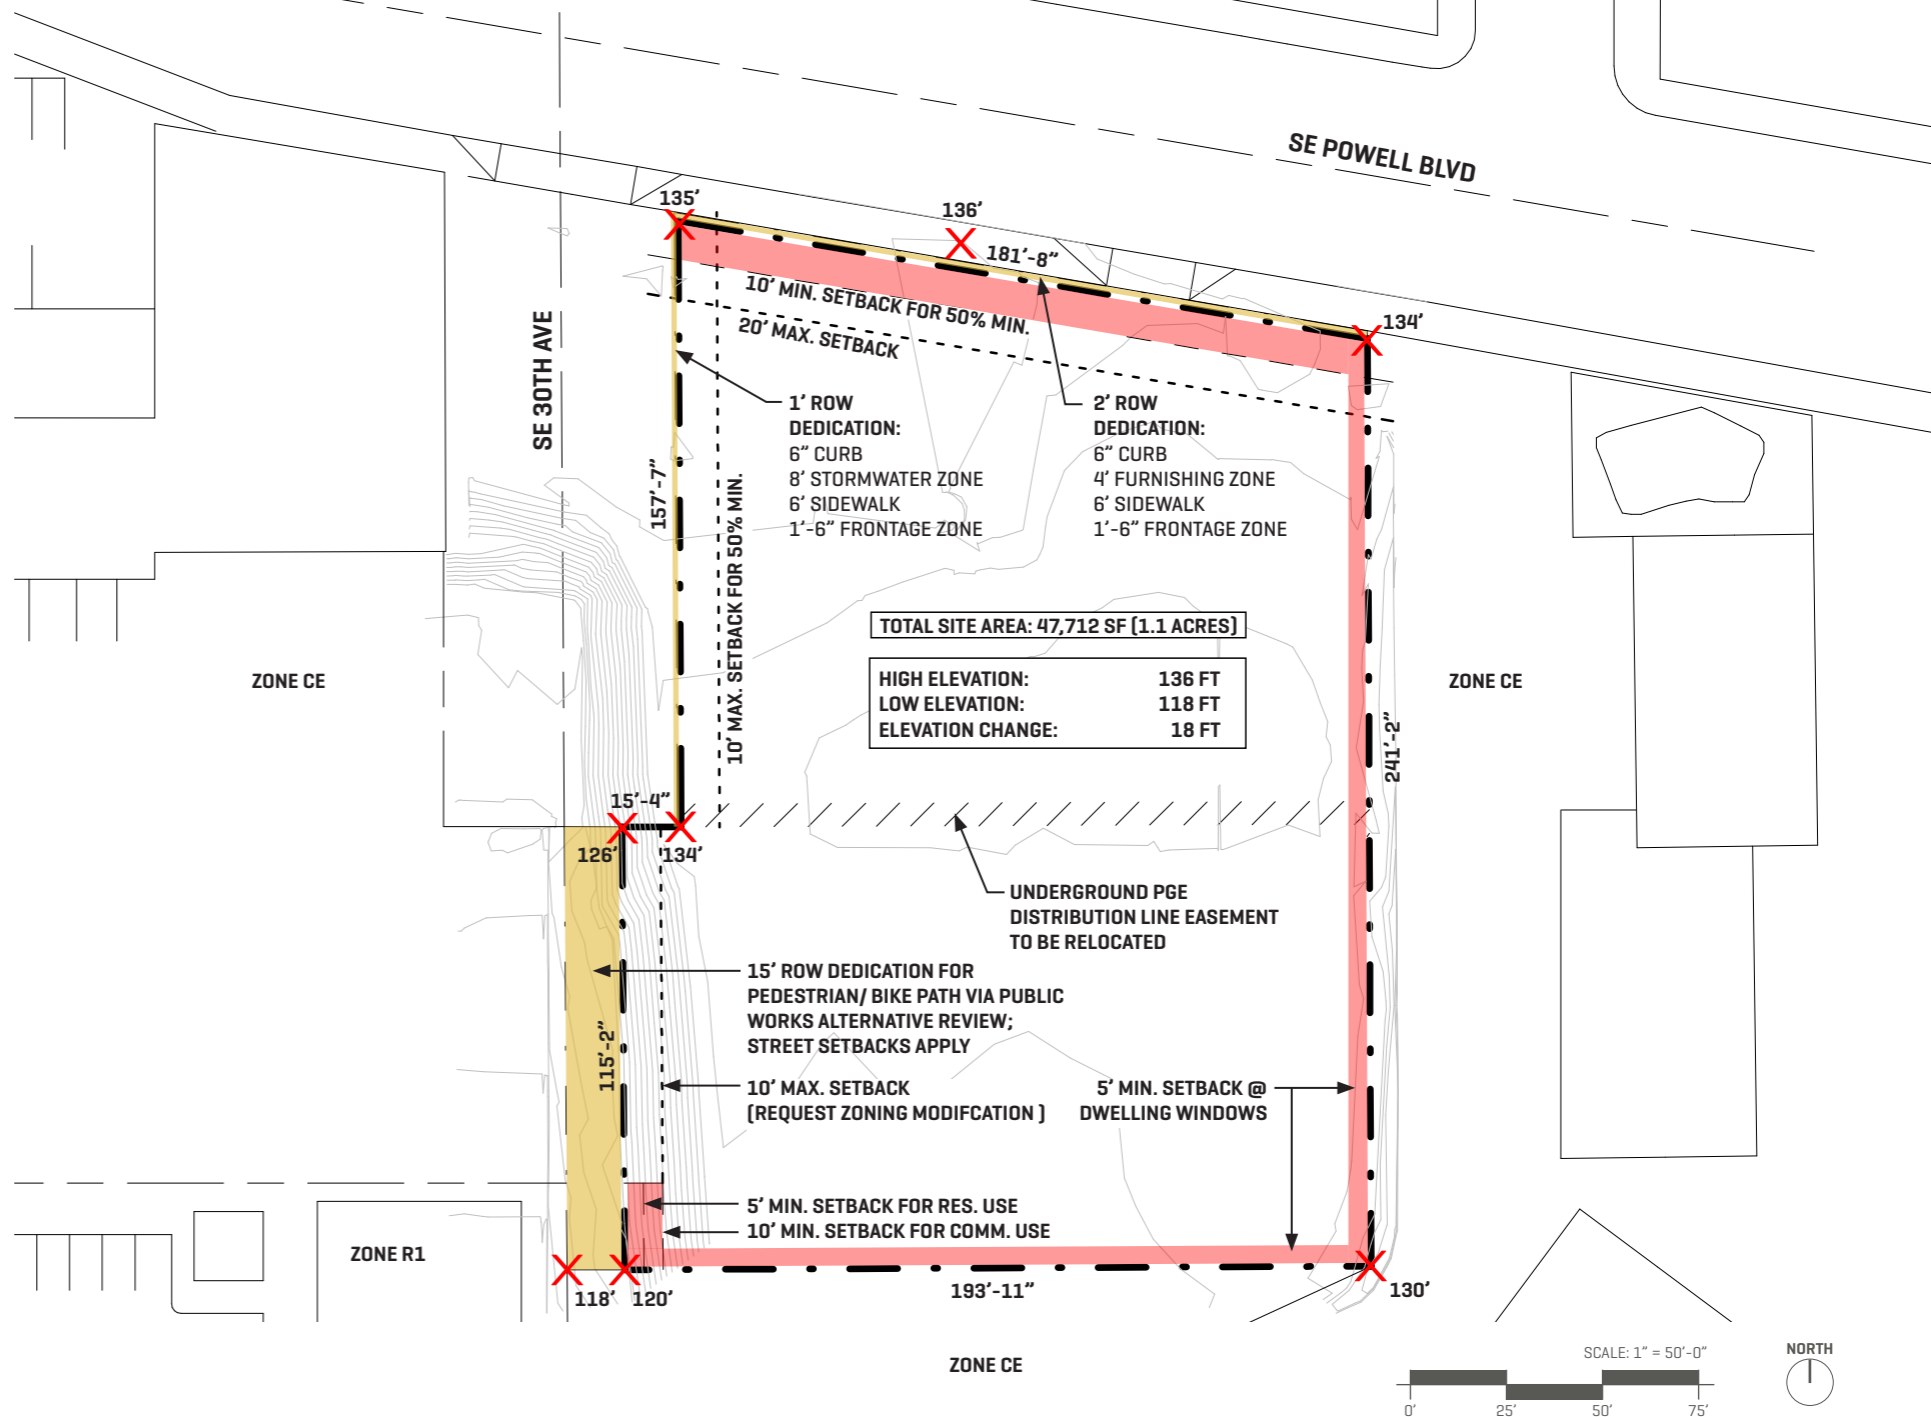 SE POWELL BLVD
135'
136'
181'-8"
134'
10' MIN. SETBACK FOR 50% MIN.
20' MAX. SETBACK
SE 30TH AVE
157'-7"
10' MAX. SETBACK FOR 50% MIN.
1' ROW
DEDICATION:
6" CURB
8' STORMWATER ZONE
6' SIDEWALK
1'-6" FRONTAGE ZONE
2' ROW
DEDICATION:
6" CURB
4' FURNISHING ZONE
6' SIDEWALK
1'-6" FRONTAGE ZONE
TOTAL SITE AREA: 47,712 SF (1.1 ACRES)
HIGH ELEVATION: 136 FT
LOW ELEVATION: 118 FT
ELEVATION CHANGE: 18 FT
ZONE CE
ZONE CE
241'-2"
15'-4"
126'
134'
UNDERGROUND PGE
DISTRIBUTION LINE EASEMENT
TO BE RELOCATED
15' ROW DEDICATION FOR
PEDESTRIAN/ BIKE PATH VIA PUBLIC
WORKS ALTERNATIVE REVIEW;
STREET SETBACKS APPLY
115'-2"
10' MAX. SETBACK
(REQUEST ZONING MODIFCATION )
5' MIN. SETBACK @
DWELLING WINDOWS
5' MIN. SETBACK FOR RES. USE
10' MIN. SETBACK FOR COMM. USE
ZONE R1
118'
120'
193'-11"
130'
ZONE CE
SCALE: 1" = 50'-0"
0'
25'
50'
75'
NORTH